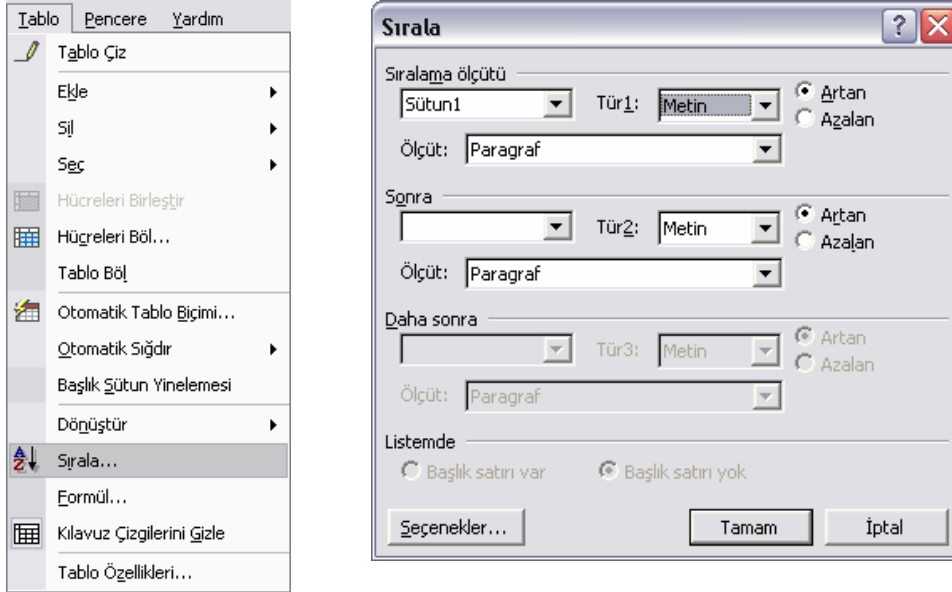 Tablo Pencere Yardım
Tablo Çiz
Ekle
Sil
Seç
Hücreleri Birleştir
Hücreleri Böl...
Tablo Böl
Otomatik Tablo Biçimi...
Otomatik Sığdır
Başlık Sütun Yinelemesi
Dönüştür
Sırala...
Formül...
Kılavuz Çizgilerini Gizle
Tablo Özellikleri...
Sırala
Sıralama ölçütü
Sütun1 Tür1: Metin Artan
Azalan
Ölçüt: Paragraf
Sonra
Tür2: Metin Artan
Azalan
Ölçüt: Paragraf
Daha sonra
Tür3: Metin Artan
Azalan
Ölçüt: Paragraf
Listemde
Başlık satırı var Başlık satırı yok
Seçenekler... Tamam İptal